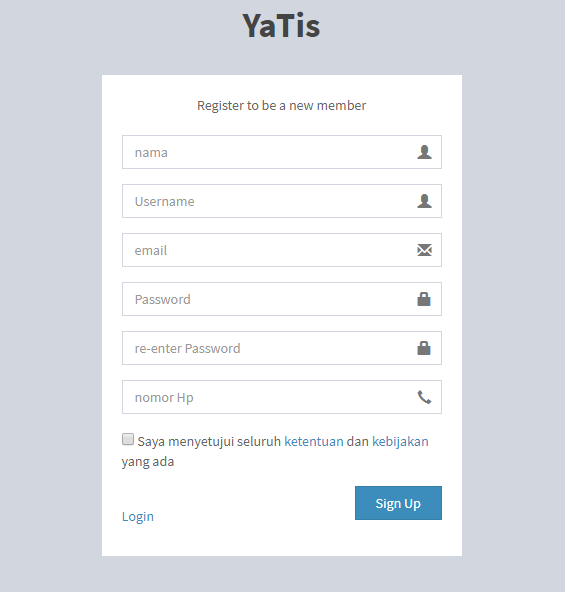 YaTis
Register to be a new member
nama
Username
email
Password
re-enter Password
nomor Hp
Saya menyetujui seluruh ketentuan dan kebijakan
yang ada
Sign Up
Login